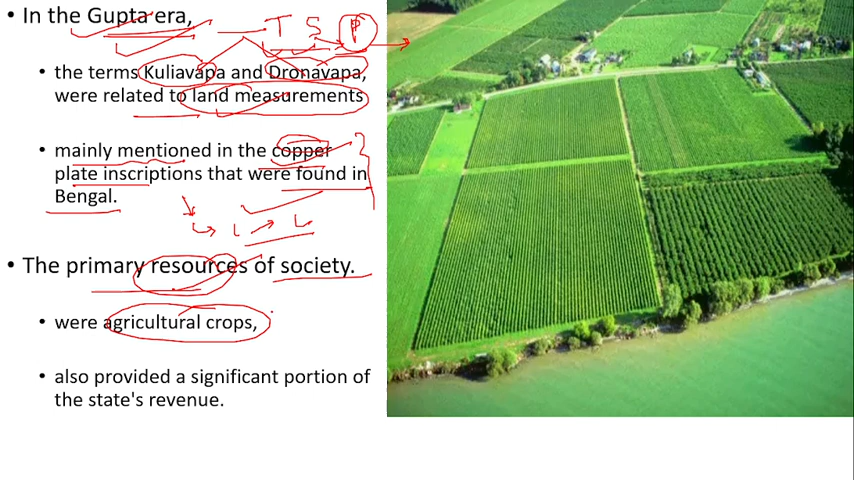 • In the Gupta era,
T S P
• the terms Kuliavapa and Dronavapa,
were related to land measurements
• mainly mentioned in the copper
plate inscriptions that were found in
Bengal.
L L L
• The primary resources of society.
• were agricultural crops,
• also provided a significant portion of
the state's revenue.